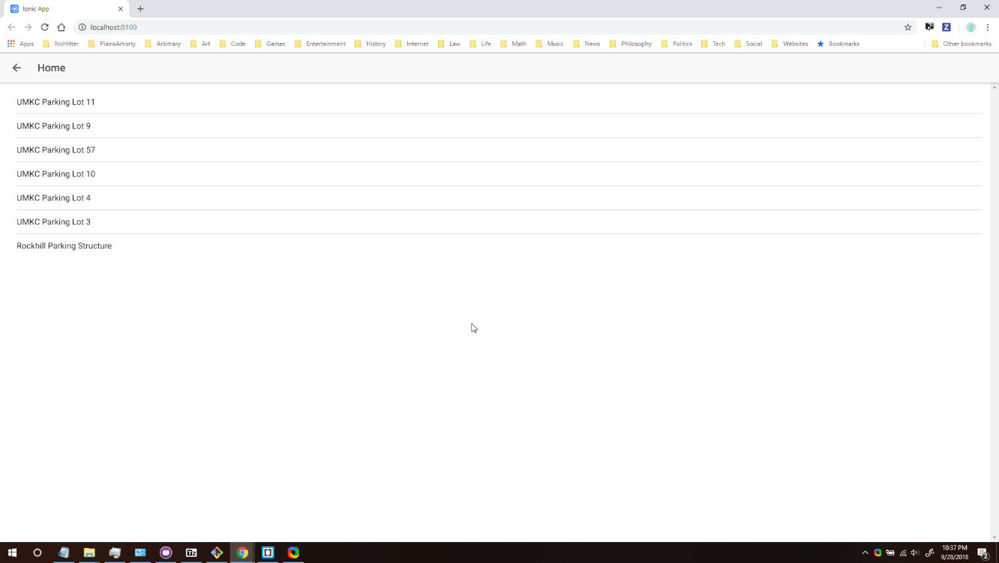 Ionic App
localhost:8100
Apps NoHitter PlainsArtisrty Arbitrary Art Code Games Entertainment History Internet Law Life Math Music News Philosophy Politics Tech Social Websites Bookmarks Other bookmarks
Home
UMKC Parking Lot 11
UMKC Parking Lot 9
UMKC Parking Lot 57
UMKC Parking Lot 10
UMKC Parking Lot 4
UMKC Parking Lot 3
Rockhill Parking Structure
10:37 PM
9/28/2018